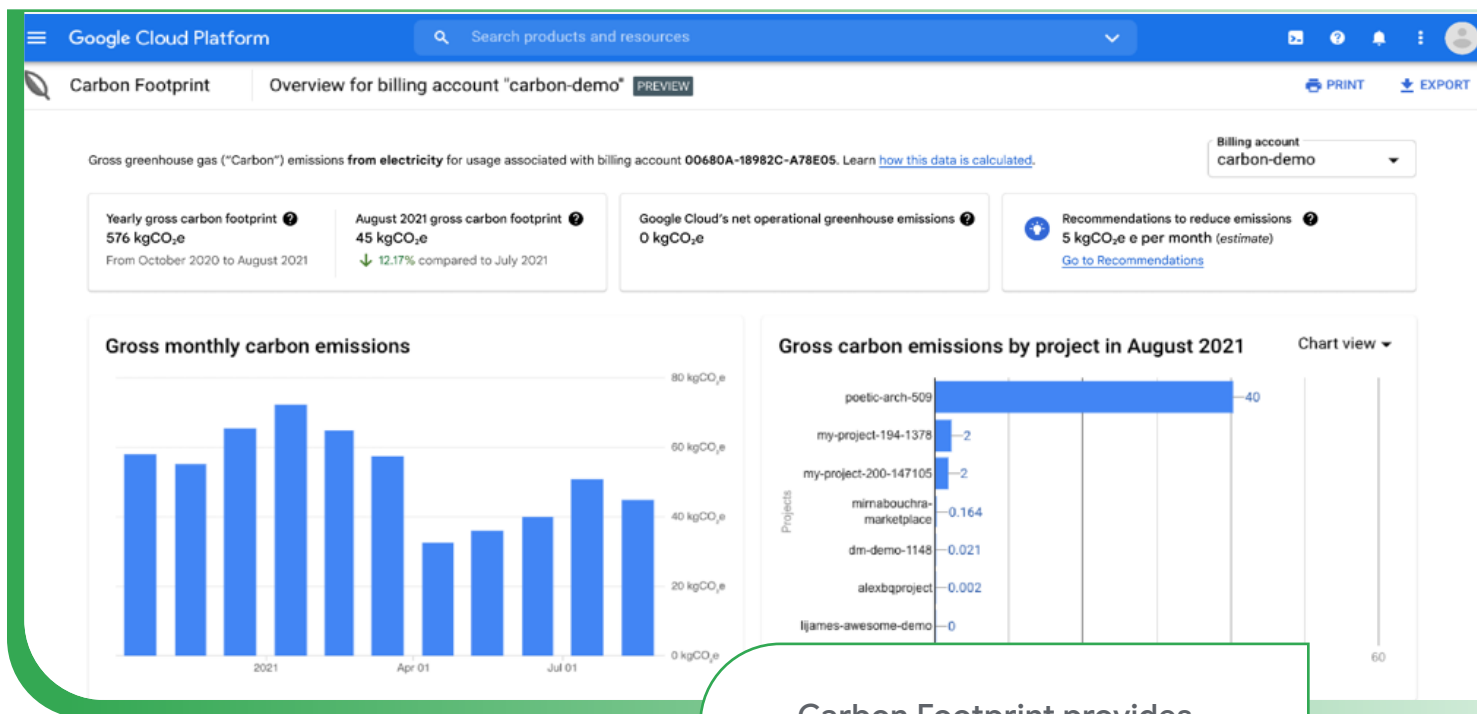 Google Cloud Platform
Search products and resources
Carbon Footprint
Overview for billing account "carbon-demo" PREVIEW
PRINT
EXPORT
Gross greenhouse gas ("Carbon") emissions from electricity for usage associated with billing account 00680A-18982C-A78E05. Learn how this data is calculated.
Billing account
carbon-demo
Yearly gross carbon footprint
576 kgCO₂e
From October 2020 to August 2021
August 2021 gross carbon footprint
45 kgCO₂e
12.17% compared to July 2021
Google Cloud's net operational greenhouse emissions
0 kgCO₂e
Recommendations to reduce emissions
5 kgCO₂e e per month (estimate)
Go to Recommendations
Gross monthly carbon emissions
80 kgCO₂e
60 kgCO₂e
40 kgCO₂e
20 kgCO₂e
0 kgCO₂e
2021
Apr 01
Jul 01
Gross carbon emissions by project in August 2021
Chart view
Projects
poetic-arch-509
40
my-project-194-1378
2
my-project-200-147105
2
mirnabouchra-
marketplace
0.164
dm-demo-1148
0.021
alexbqproject
0.002
lijames-awesome-demo
0
60
Carbon Footprint provides